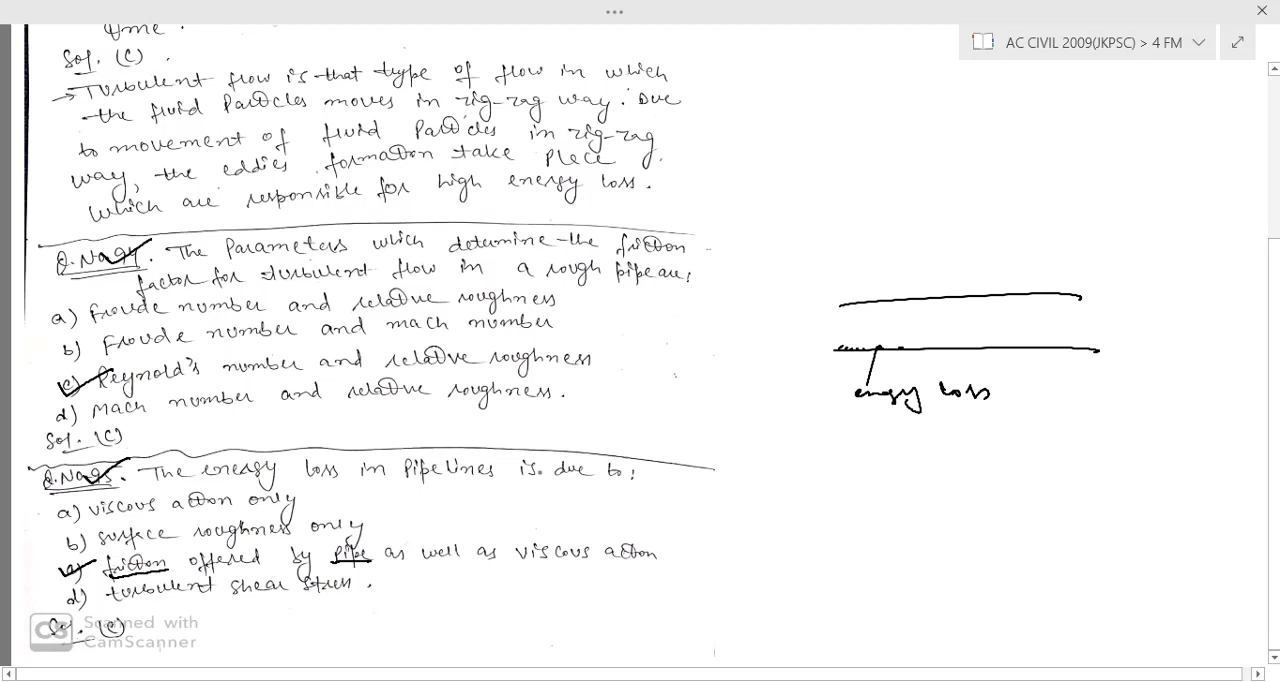 AC CIVIL 2009(JKPSC) > 4 FM
time.
Sol. (C).
→ Turbulent flow is that type of flow in which
the fluid Particles moves in zig-zag way. Due
to movement of fluid Particles in zig-zag
way, the eddies formation take place
which are responsible for high energy loss.
Q.No94. The Parameters which determine the friction
factor for turbulent flow in a rough pipe are:
a) Froude number and relative roughness
b) Froude number and mach number
c) Reynold's number and relative roughness
d) Mach number and relative roughness.
Sol. (C)
Q.No95. The energy loss in Pipelines is due to:
a) viscous action only
b) surface roughness only
c) friction offered by pipe as well as viscous action
d) turbulent shear stress.
Sol. (C)
energy loss
CS Scanned with
CamScanner